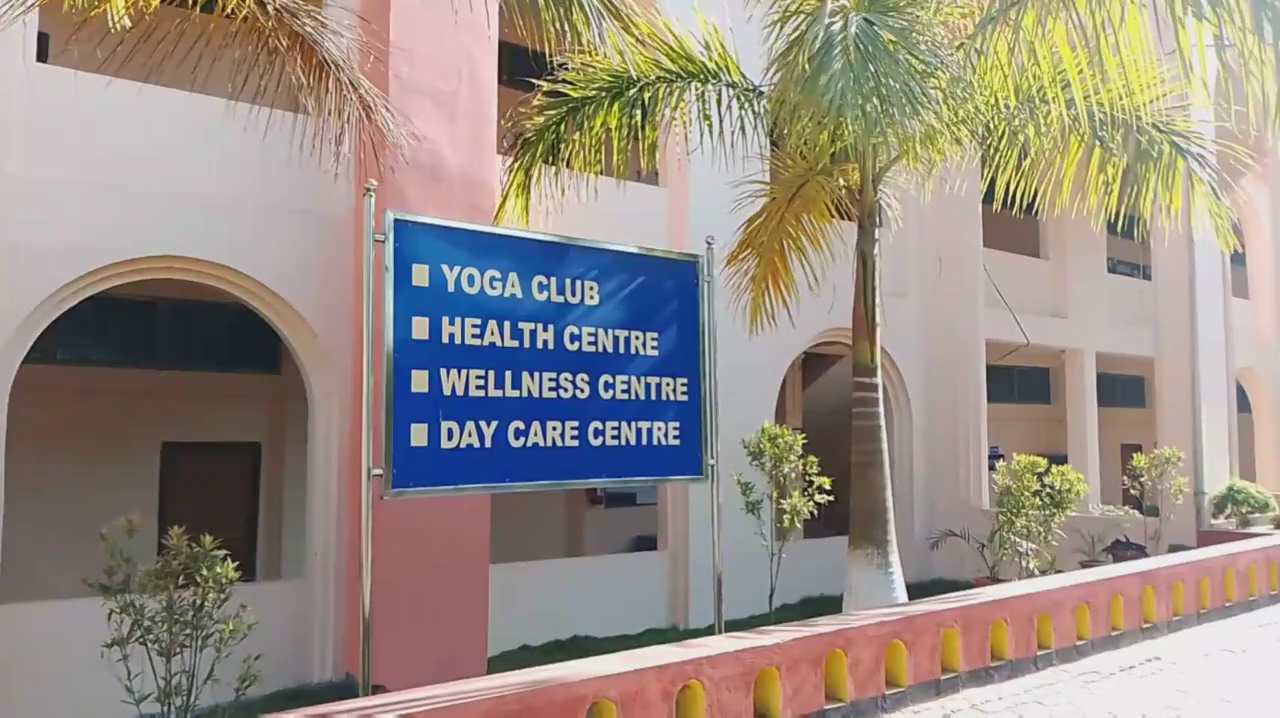 YOGA CLUB
HEALTH CENTRE
WELLNESS CENTRE
DAY CARE CENTRE